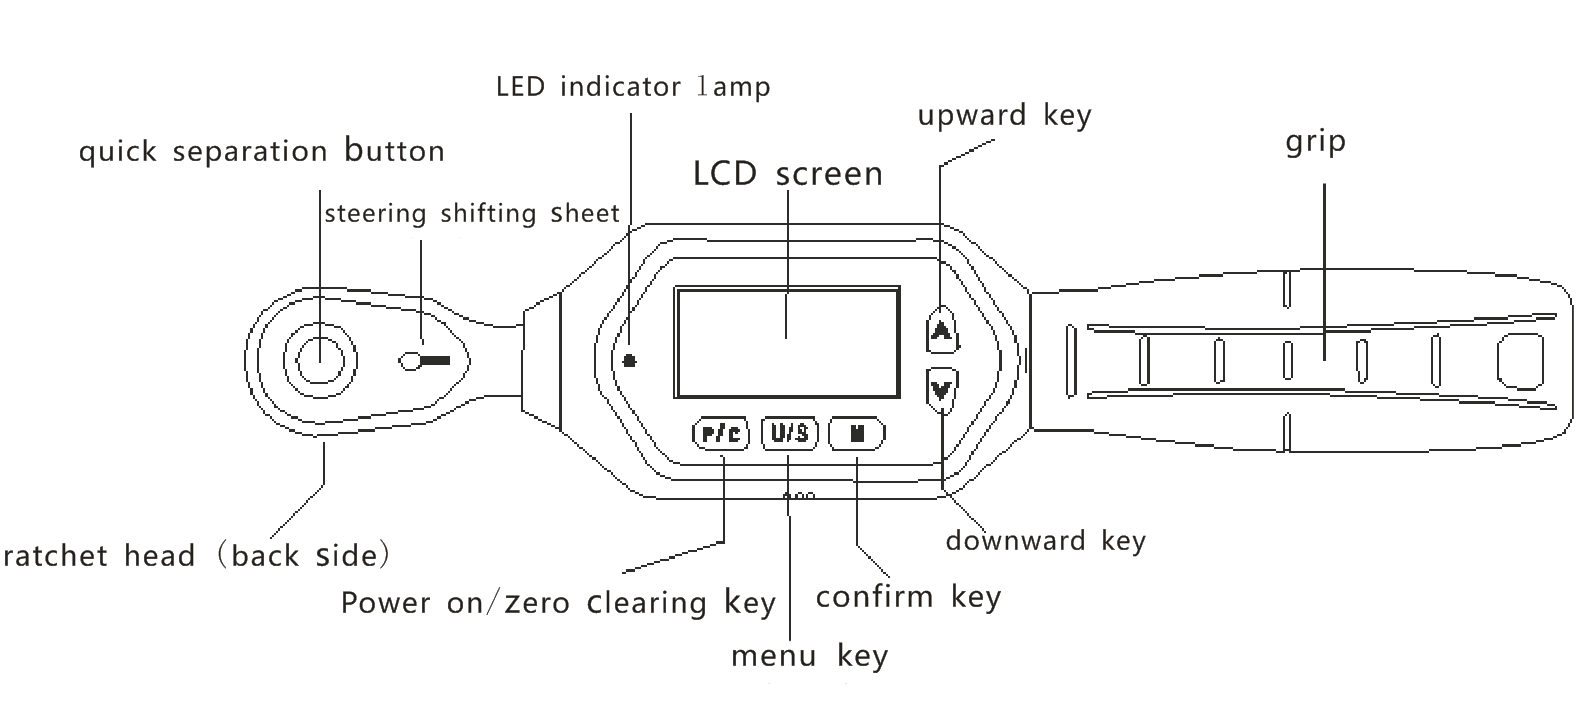 LED indicator lamp
upward key
grip
quick separation button
LCD screen
steering shifting sheet
P/C U/S M
downward key
ratchet head (back side)
Power on/zero clearing key
confirm key
menu key